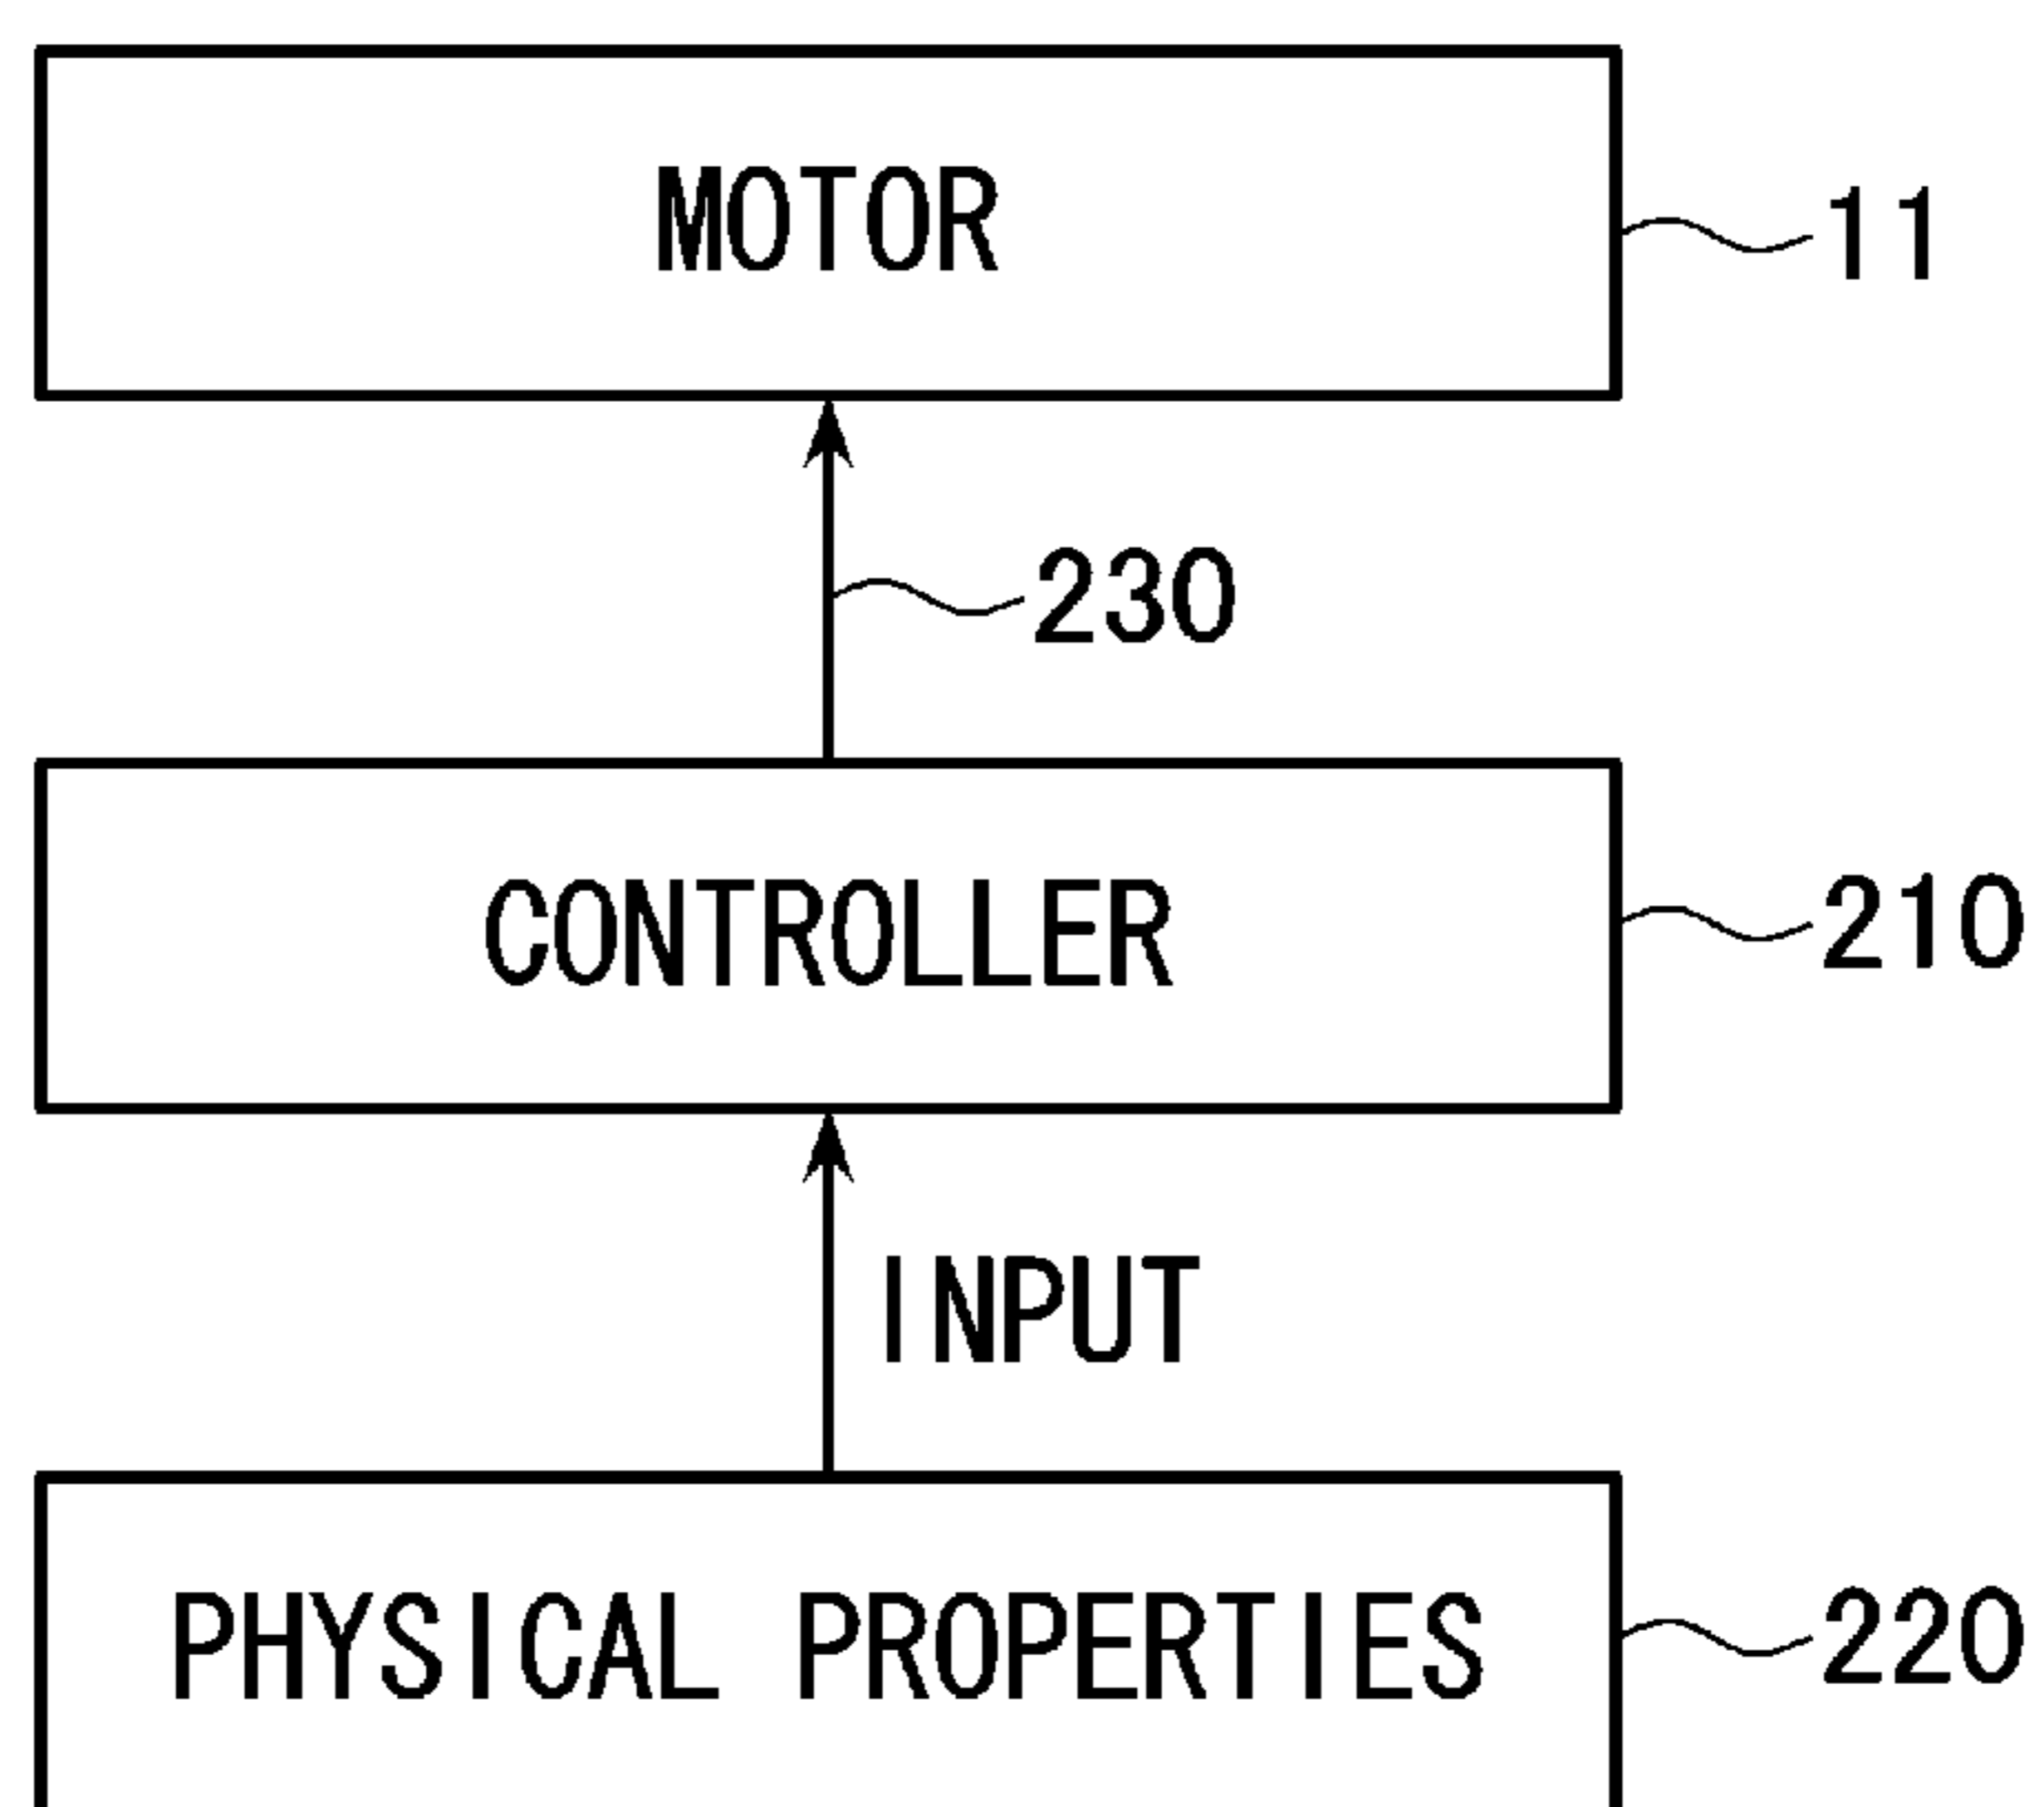 MOTOR 11
230
CONTROLLER 210
INPUT
PHYSICAL PROPERTIES 220